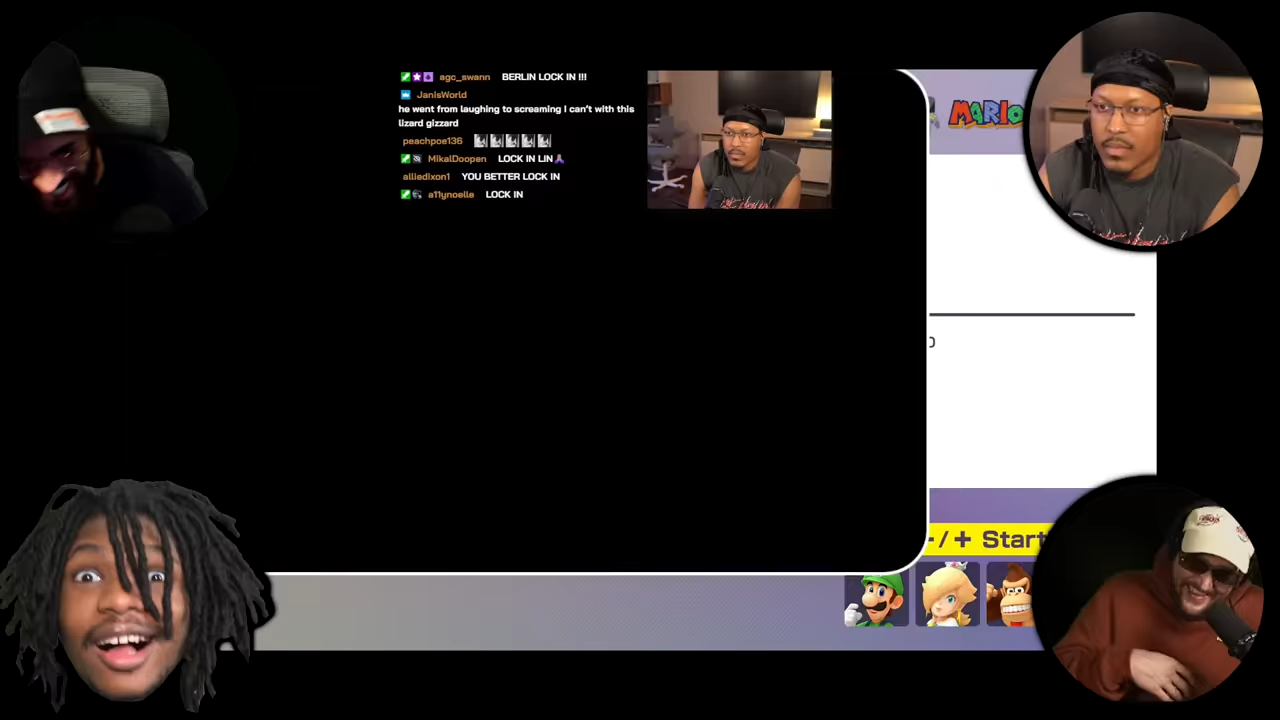 agc_swann BERLIN LOCK IN !!!
JanisWorld
he went from laughing to screaming I can't with this
lizard gizzard
peachpoe136
MikalDoopen LOCK IN LIN
alliedixon1 YOU BETTER LOCK IN
a11ynoelle LOCK IN
MARIO
- / + Start